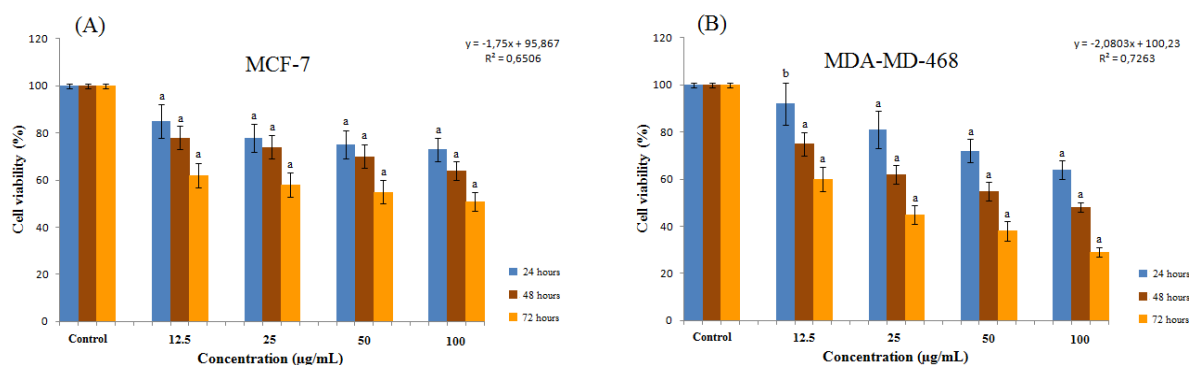 (A)
MCF-7
y = -1,75x + 95,867
R² = 0,6506
Cell viability (%)
120
100
80
60
40
20
0
a
a
a
a
a
a
a
a
a
a
a
a
24 hours
48 hours
72 hours
Control
12.5
25
50
100
Concentration (µg/mL)
(B)
MDA-MD-468
y = -2,0803x + 100,23
R² = 0,7263
Cell viability (%)
120
100
80
60
40
20
0
b
a
a
a
a
a
a
a
a
a
a
a
24 hours
48 hours
72 hours
Control
12.5
25
50
100
Concentration (µg/mL)